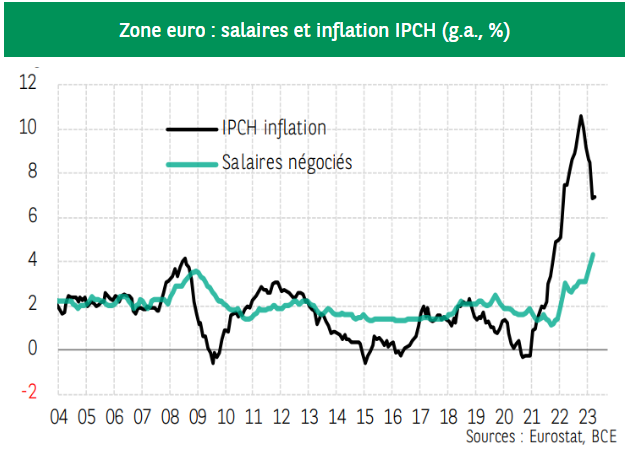 Zone euro : salaires et inflation IPCH (g.a., %)
12
10
8
6
4
2
0
-2
IPCH inflation
Salaires négociés
04 05 06 07 08 09 10 11 12 13 14 15 16 17 18 19 20 21 22 23
Sources : Eurostat, BCE